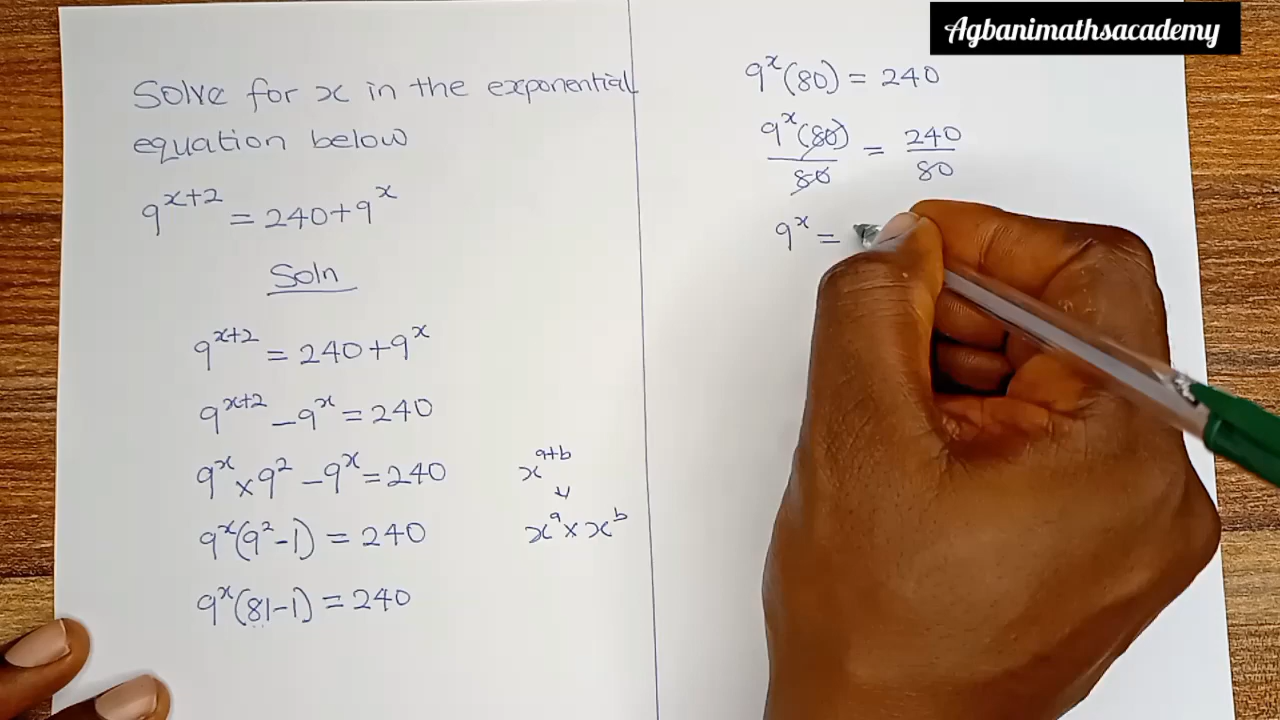 Agbanimathsacademy
Solve for x in the exponential
equation below
9^{x+2} = 240 + 9^x
Soln
9^{x+2} = 240 + 9^x
9^{x+2} - 9^x = 240
9^x × 9^2 - 9^x = 240
9^x (9^2 - 1) = 240
9^x (81 - 1) = 240
x^{a+b}
↓
x^a × x^b
9^x (80) = 240
9^x (80) / 80 = 240 / 80
9^x =